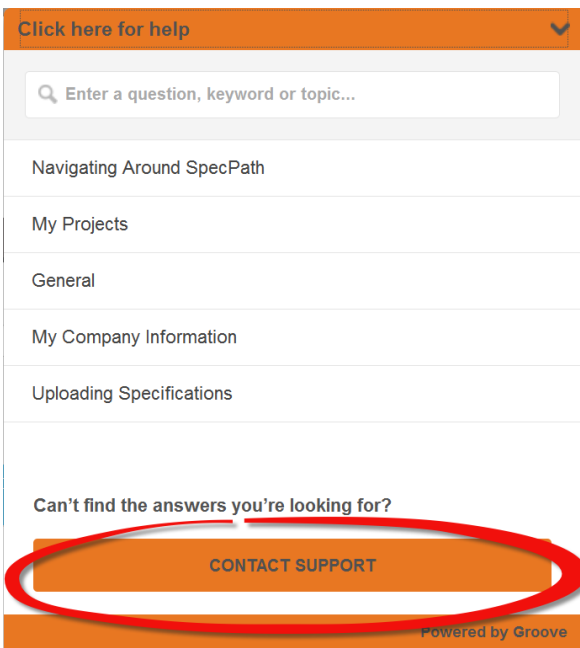 Click here for help
Enter a question, keyword or topic...
Navigating Around SpecPath
My Projects
General
My Company Information
Uploading Specifications
Can’t find the answers you’re looking for?
CONTACT SUPPORT
Powered by Groove